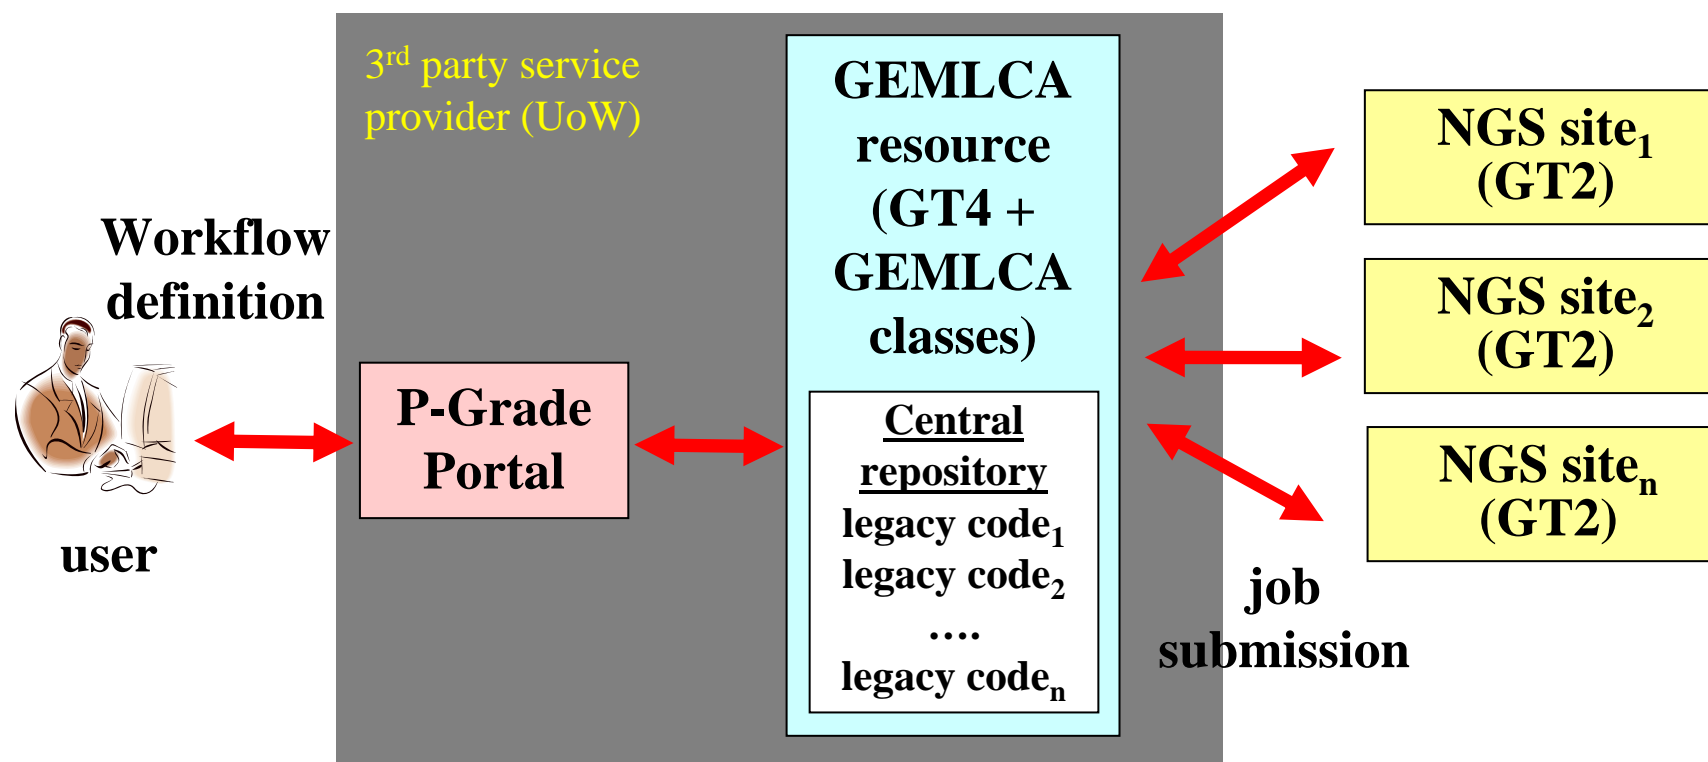 3rd party service
provider (UoW)
Workflow
definition
user
P-Grade
Portal
GEMLCA
resource
(GT4 +
GEMLCA
classes)
Central
repository
legacy code1
legacy code2
....
legacy coden
NGS site1
(GT2)
NGS site2
(GT2)
NGS siten
(GT2)
job
submission